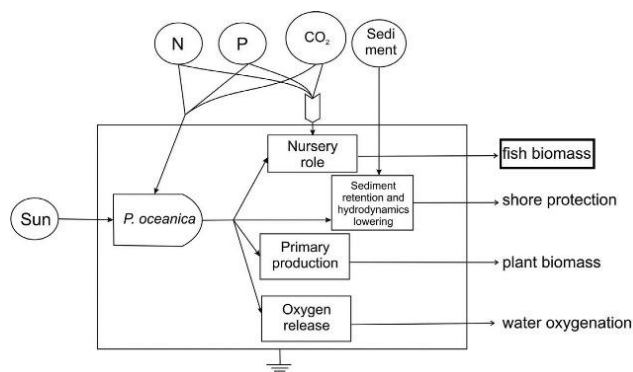 N
P
CO₂
Sedi
ment
Nursery
role
fish biomass
Sediment
retention and
hydrodynamics
lowering
shore protection
Sun
P. oceanica
Primary
production
plant biomass
Oxygen
release
water oxygenation